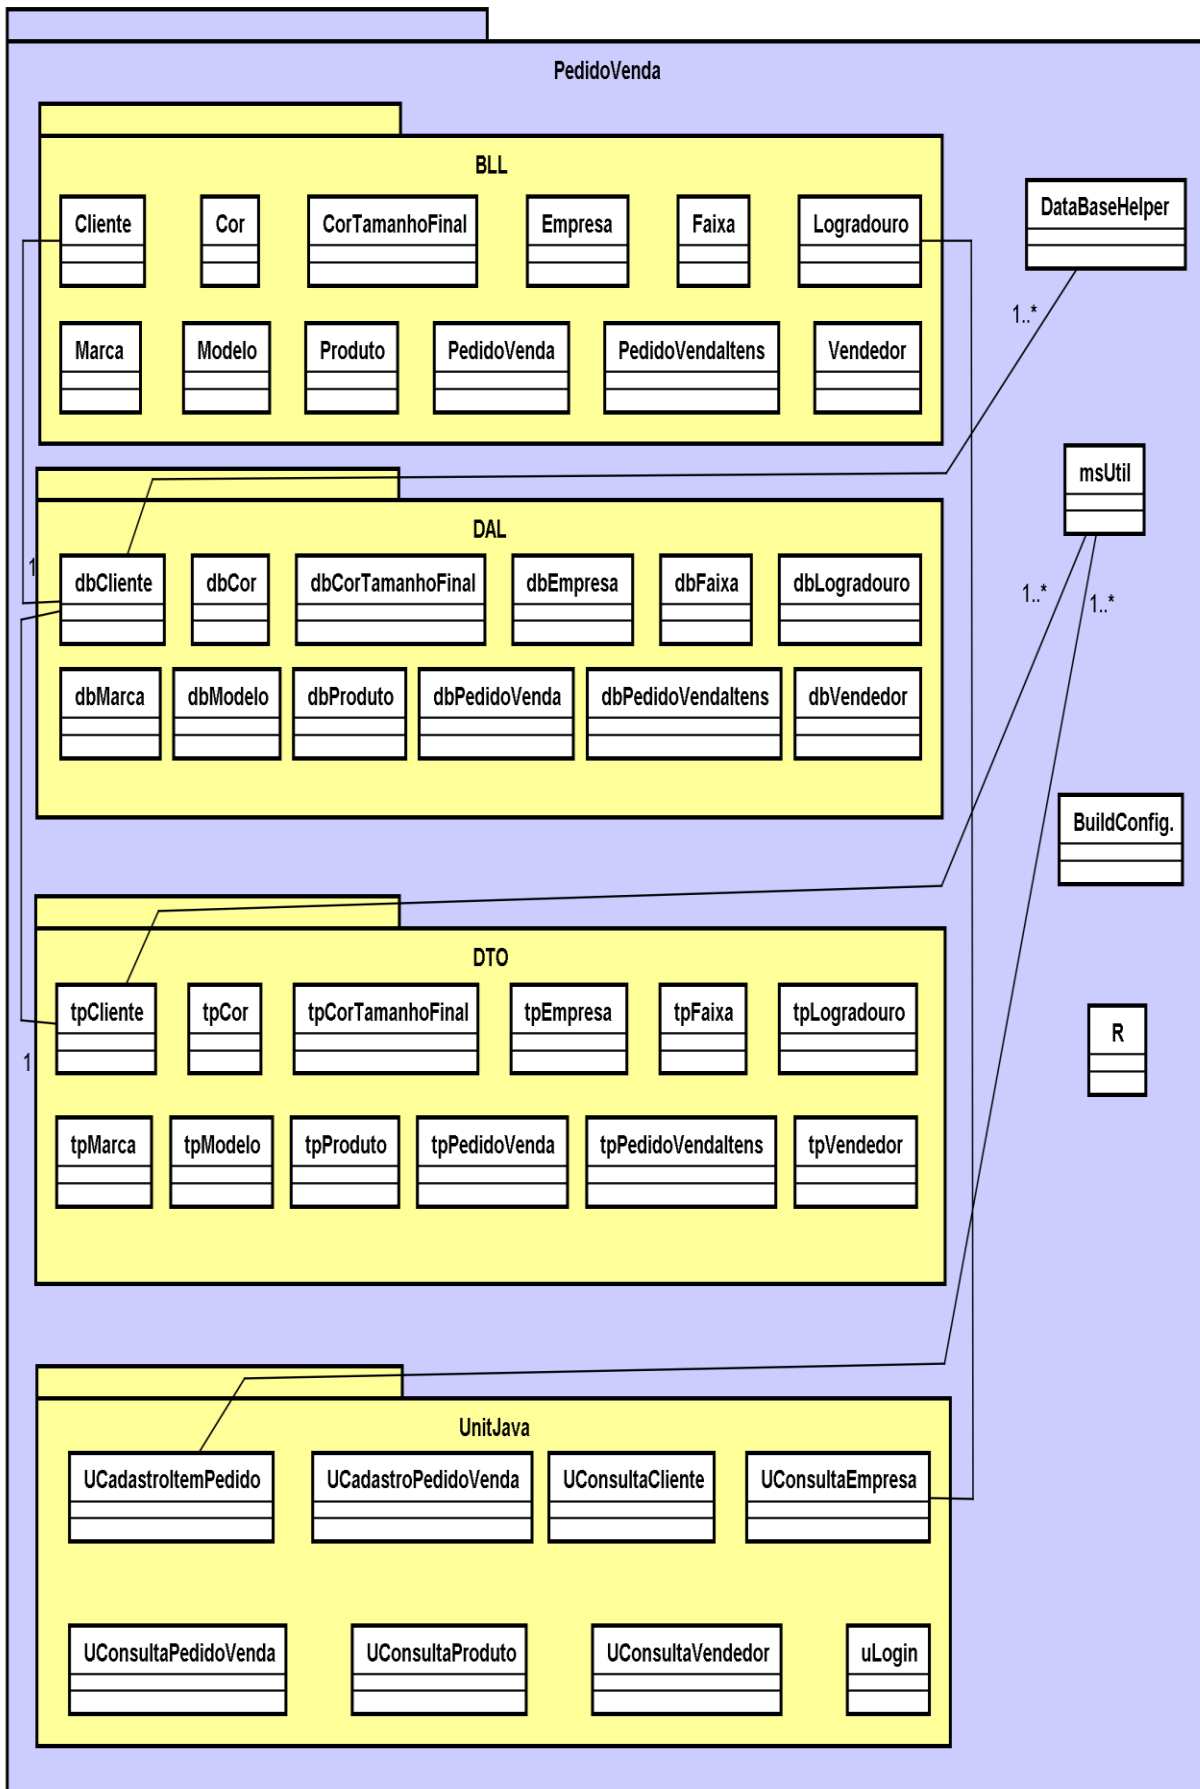 PedidoVenda
BLL
Cliente Cor CorTamanhoFinal Empresa Faixa Logradouro
DataBaseHelper
1..*
Marca Modelo Produto PedidoVenda PedidoVendaItens Vendedor
msUtil
DAL
1
dbCliente dbCor dbCorTamanhoFinal dbEmpresa dbFaixa dbLogradouro
1..* 1..*
dbMarca dbModelo dbProduto dbPedidoVenda dbPedidoVendaItens dbVendedor
BuildConfig.
DTO
tpCliente tpCor tpCorTamanhoFinal tpEmpresa tpFaixa tpLogradouro
R
1
tpMarca tpModelo tpProduto tpPedidoVenda tpPedidoVendaItens tpVendedor
UnitJava
UCadastroItemPedido UCadastroPedidoVenda UConsultaCliente UConsultaEmpresa
UConsultaPedidoVenda UConsultaProduto UConsultaVendedor uLogin